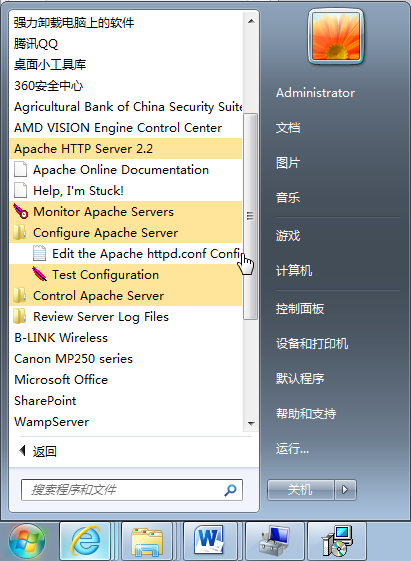 强力卸载电脑上的软件
腾讯QQ
桌面小工具库
360安全中心
Agricultural Bank of China Security Suite
AMD VISION Engine Control Center
Apache HTTP Server 2.2
Apache Online Documentation
Help, I'm Stuck!
Monitor Apache Servers
Configure Apache Server
Edit the Apache httpd.conf Confi
Test Configuration
Control Apache Server
Review Server Log Files
B-LINK Wireless
Canon MP250 series
Microsoft Office
SharePoint
WampServer
返回
搜索程序和文件
Administrator
文档
图片
音乐
游戏
计算机
控制面板
设备和打印机
默认程序
帮助和支持
运行...
关机